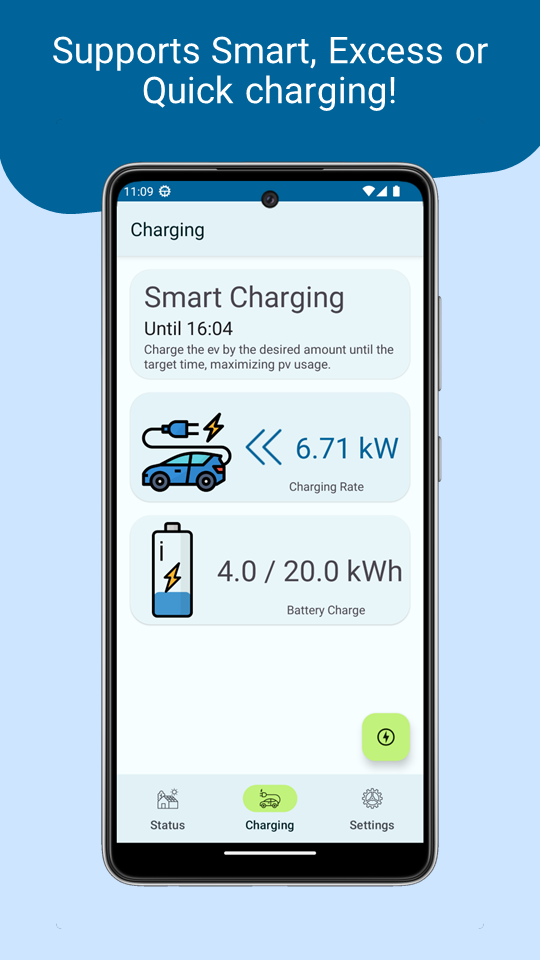 Supports Smart, Excess or
Quick charging!
11:09
Charging
Smart Charging
Until 16:04
Charge the ev by the desired amount until the
target time, maximizing pv usage.
6.71 kW
Charging Rate
4.0 / 20.0 kWh
Battery Charge
Status
Charging
Settings